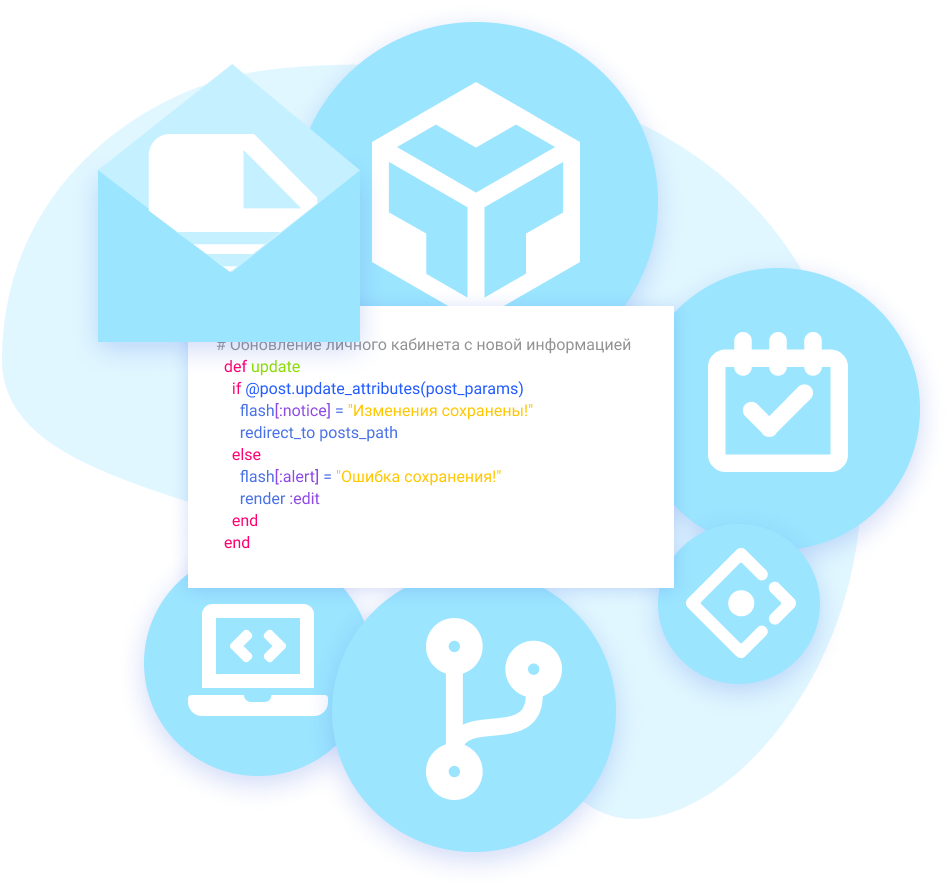 # Обновление личного кабинета с новой информацией
def update
if @post.update_attributes(post_params)
flash[:notice] = "Изменения сохранены!"
redirect_to posts_path
else
flash[:alert] = "Ошибка сохранения!"
render :edit
end
end